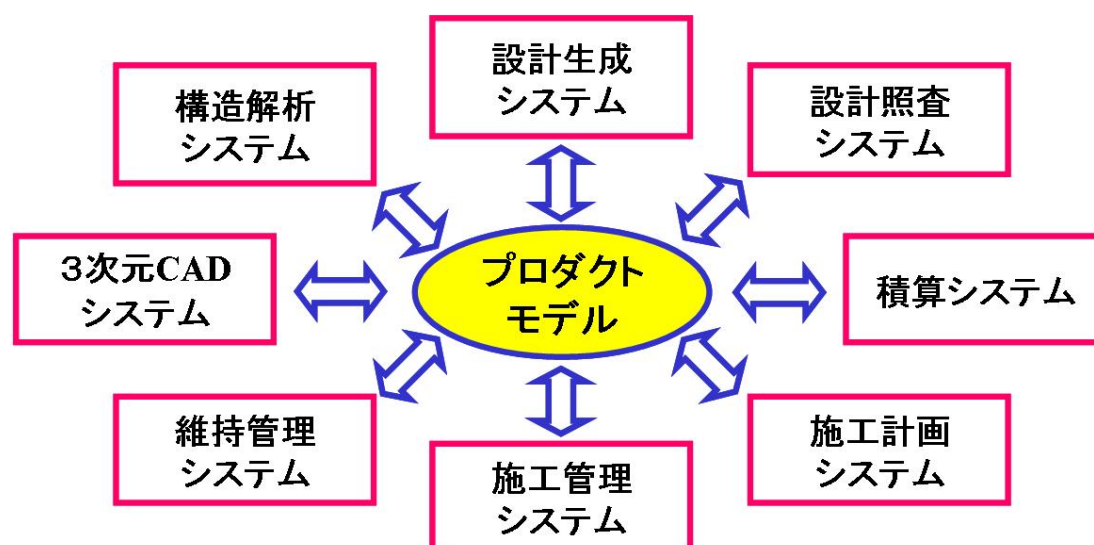 設計生成
システム
構造解析
システム
設計照査
システム
３次元CAD
システム
プロダクト
モデル
積算システム
維持管理
システム
施工管理
システム
施工計画
システム